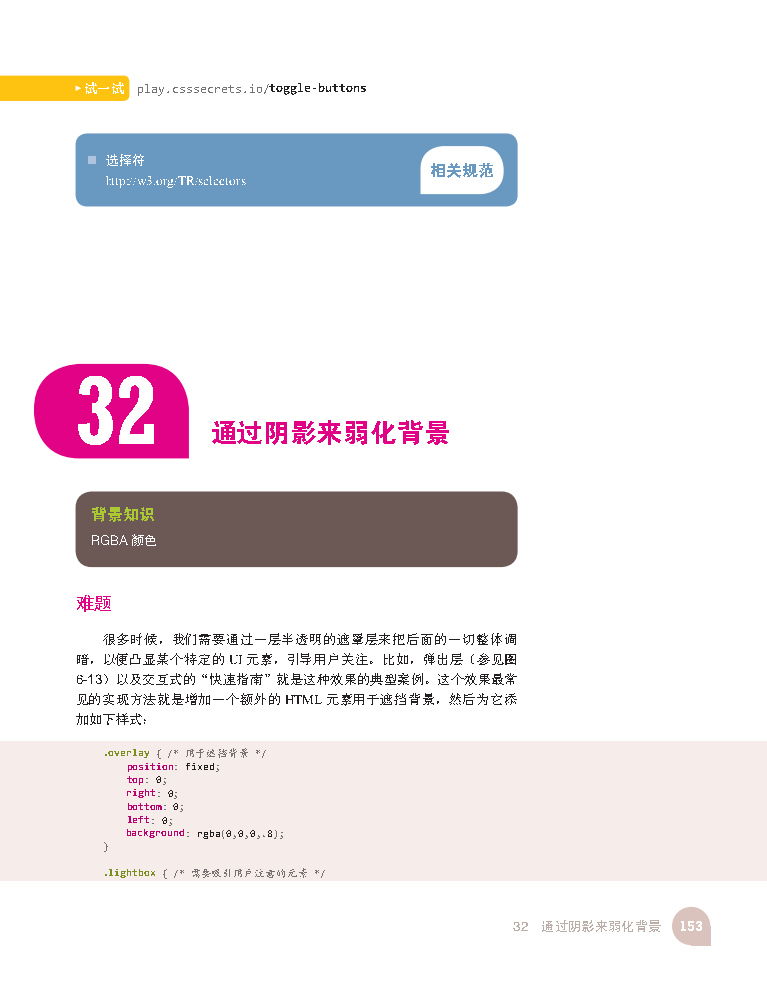 ▶试一试 play.csssecrets.io/toggle-buttons
■ 选择符
http://w3.org/TR/selectors
相关规范
32
通过阴影来弱化背景
背景知识
RGBA 颜色
难题
很多时候，我们需要通过一层半透明的遮罩层来把后面的一切整体调
暗，以便凸显某个特定的 UI 元素，引导用户关注。比如，弹出层（参见图
6-13）以及交互式的“快速指南”就是这种效果的典型案例。这个效果最常
见的实现方法就是增加一个额外的 HTML 元素用于遮挡背景，然后为它添
加如下样式：
.overlay { /* 用于遮挡背景 */
position: fixed;
top: 0;
right: 0;
bottom: 0;
left: 0;
background: rgba(0,0,0,.8);
}
.lightbox { /* 需要吸引用户注意的元素 */
32 通过阴影来弱化背景 153